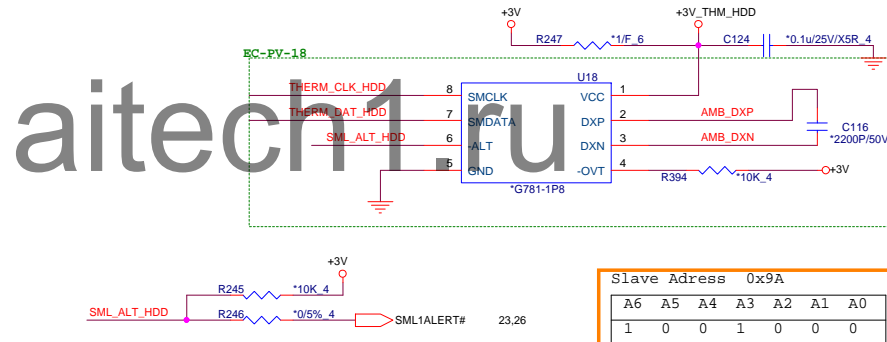 +3V
+3V_THM_HDD
R247
*1/F_6
C124
*0.1u/25V/X5R_4
EC-PV-18
U18
THERM_CLK_HDD
8
SMCLK
VCC
1
THERM_DAT_HDD
7
SMDATA
DXP
2
AMB_DXP
C116
*2200P/50V
SML_ALT_HDD
6
-ALT
DXN
3
AMB_DXN
5
GND
-OVT
4
R394
*10K_4
+3V
*G781-1P8
aitech1.ru
+3V
R245
*10K_4
SML_ALT_HDD
R246
*0/5%_4
SML1ALERT#
23,26
Slave Adress 0x9A
A6 A5 A4 A3 A2 A1 A0
1 0 0 1 0 0 0